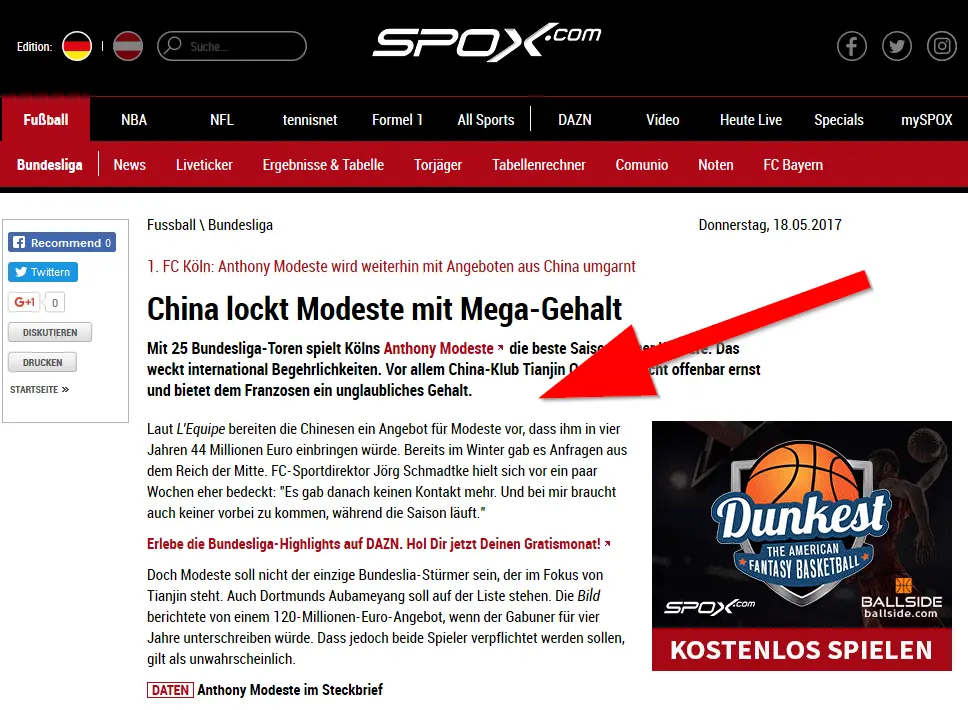 Edition:
Suche...
SPOX.com
Fußball
NBA
NFL
tennisnet
Formel 1
All Sports
DAZN
Video
Heute Live
Specials
mySPOX
Bundesliga
News
Liveticker
Ergebnisse & Tabelle
Torjäger
Tabellenrechner
Comunio
Noten
FC Bayern
Recommend 0
Twittern
G+1 0
DISKUTIEREN
DRUCKEN
STARTSEITE »
Fussball \ Bundesliga
Donnerstag, 18.05.2017
1. FC Köln: Anthony Modeste wird weiterhin mit Angeboten aus China umgarnt
China lockt Modeste mit Mega-Gehalt
Mit 25 Bundesliga-Toren spielt Kölns Anthony Modeste die beste Das
weckt international Begehrlichkeiten. Vor allem China-Klub Tianjin offenbar ernst
und bietet dem Franzosen ein unglaubliches Gehalt.
Laut L'Equipe bereiten die Chinesen ein Angebot für Modeste vor, dass ihm in vier
Jahren 44 Millionen Euro einbringen würde. Bereits im Winter gab es Anfragen aus
dem Reich der Mitte. FC-Sportdirektor Jörg Schmadtke hielt sich vor ein paar
Wochen eher bedeckt: "Es gab danach keinen Kontakt mehr. Und bei mir braucht
auch keiner vorbei zu kommen, während die Saison läuft."
Erlebe die Bundesliga-Highlights auf DAZN. Hol Dir jetzt Deinen Gratismonat!
Doch Modeste soll nicht der einzige Bundeslia-Stürmer sein, der im Fokus von
Tianjin steht. Auch Dortmunds Aubameyang soll auf der Liste stehen. Die Bild
berichtete von einem 120-Millionen-Euro-Angebot, wenn der Gabuner für vier
Jahre unterschreiben würde. Dass jedoch beide Spieler verpflichtet werden sollen,
gilt als unwahrscheinlich.
DATEN Anthony Modeste im Steckbrief
Dunkest
THE AMERICAN
FANTASY BASKETBALL
SPOX.com
BALLSIDE
ballside.com
KOSTENLOS SPIELEN